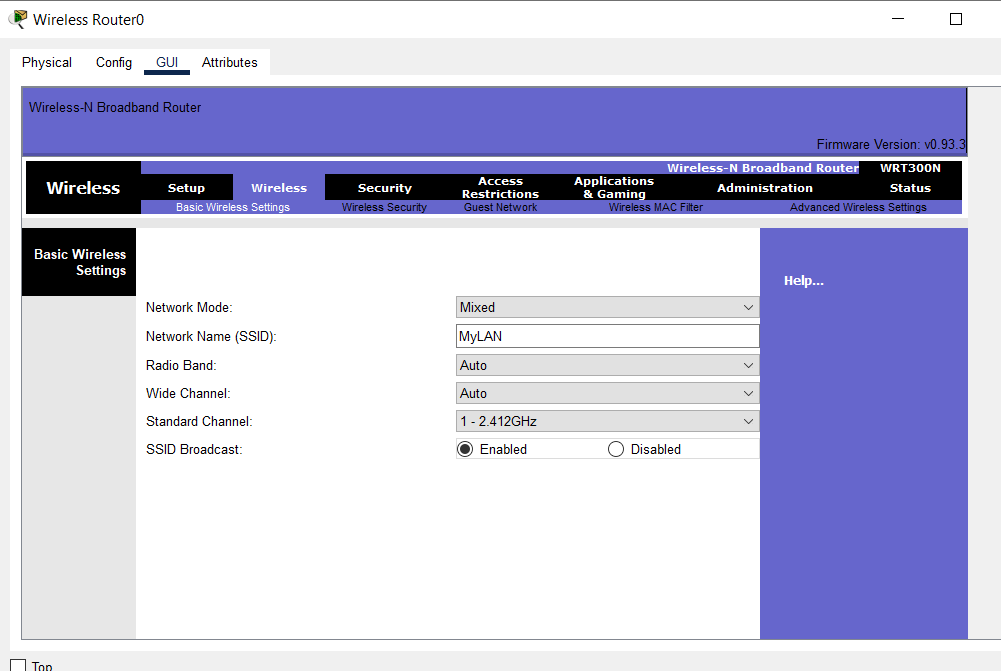 Wireless Router0
Physical Config GUI Attributes
Wireless-N Broadband Router
Firmware Version: v0.93.3
Wireless-N Broadband Router WRT300N
Wireless Setup Wireless Security Access Restrictions Applications & Gaming Administration Status
Basic Wireless Settings Wireless Security Guest Network Wireless MAC Filter Advanced Wireless Settings
Basic Wireless
Settings
Help...
Network Mode: Mixed
Network Name (SSID): MyLAN
Radio Band: Auto
Wide Channel: Auto
Standard Channel: 1 - 2.412GHz
SSID Broadcast: Enabled Disabled
Top